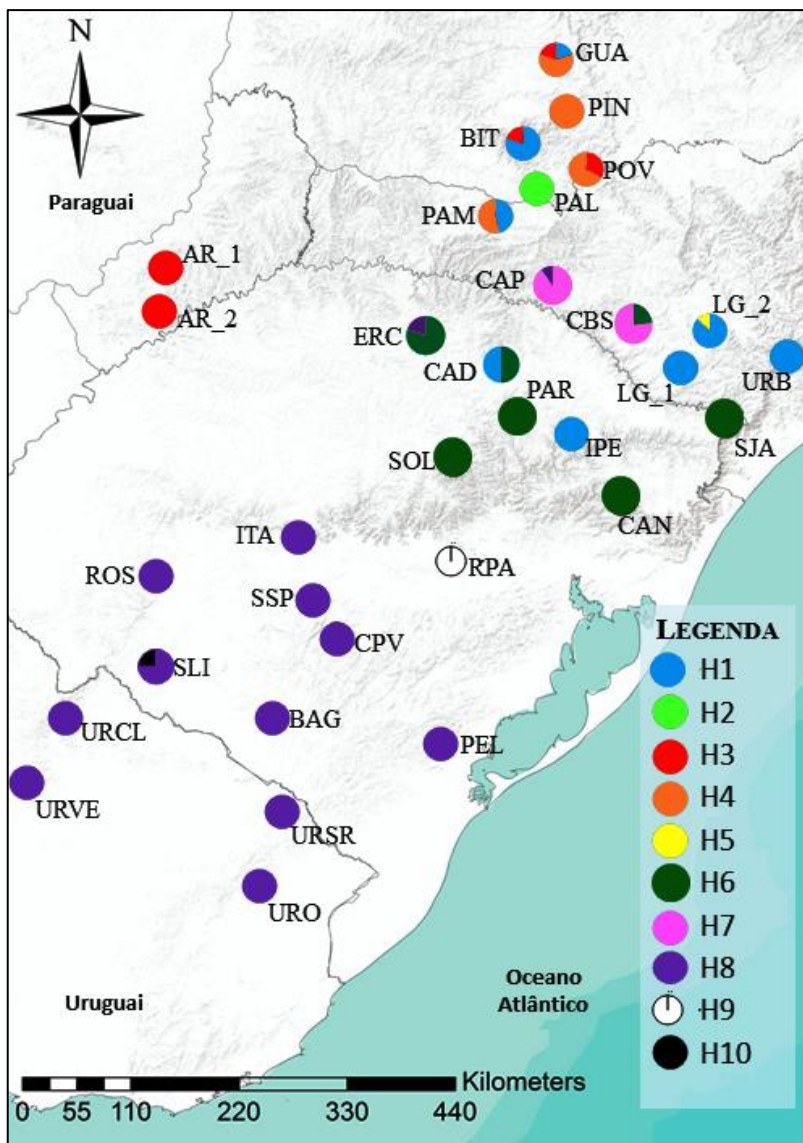 N
GUA
PIN
BIT
POV
Paraguai
PAL
PAM
AR_1
CAP
AR_2
CBS
LG_2
ERC
CAD
URB
PAR
LG_1
IPE
SJA
SOL
CAN
ITA
RPA
ROS
SSP
LEGENDA
CPV
H1
SLI
H2
URCL
BAG
PEL
H3
URVE
H4
URSR
H5
H6
URO
H7
H8
Oceano
Atlântico
Uruguai
H9
H10
Kilometers
0 55 110 220 330 440